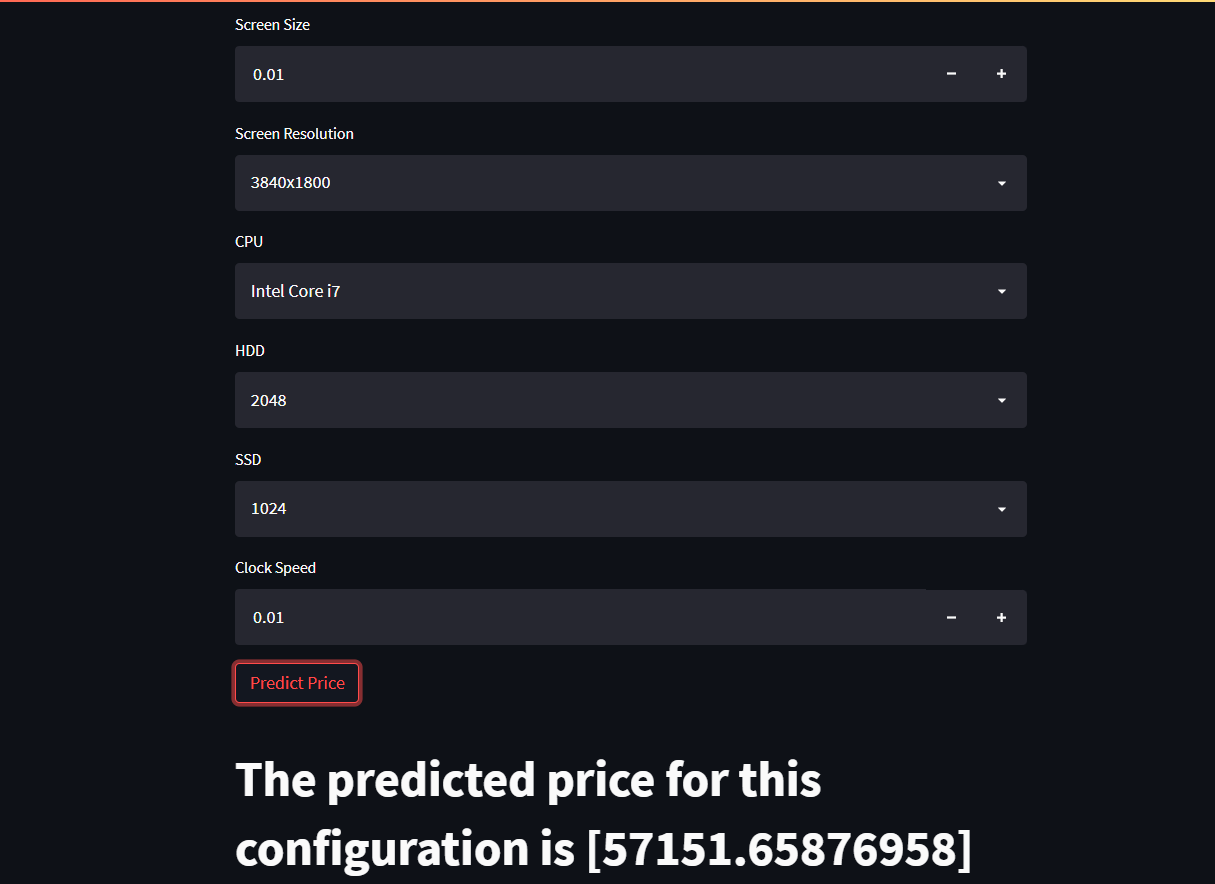 Screen Size
0.01
Screen Resolution
3840x1800
CPU
Intel Core i7
HDD
2048
SSD
1024
Clock Speed
0.01
Predict Price
The predicted price for this
configuration is [57151.65876958]